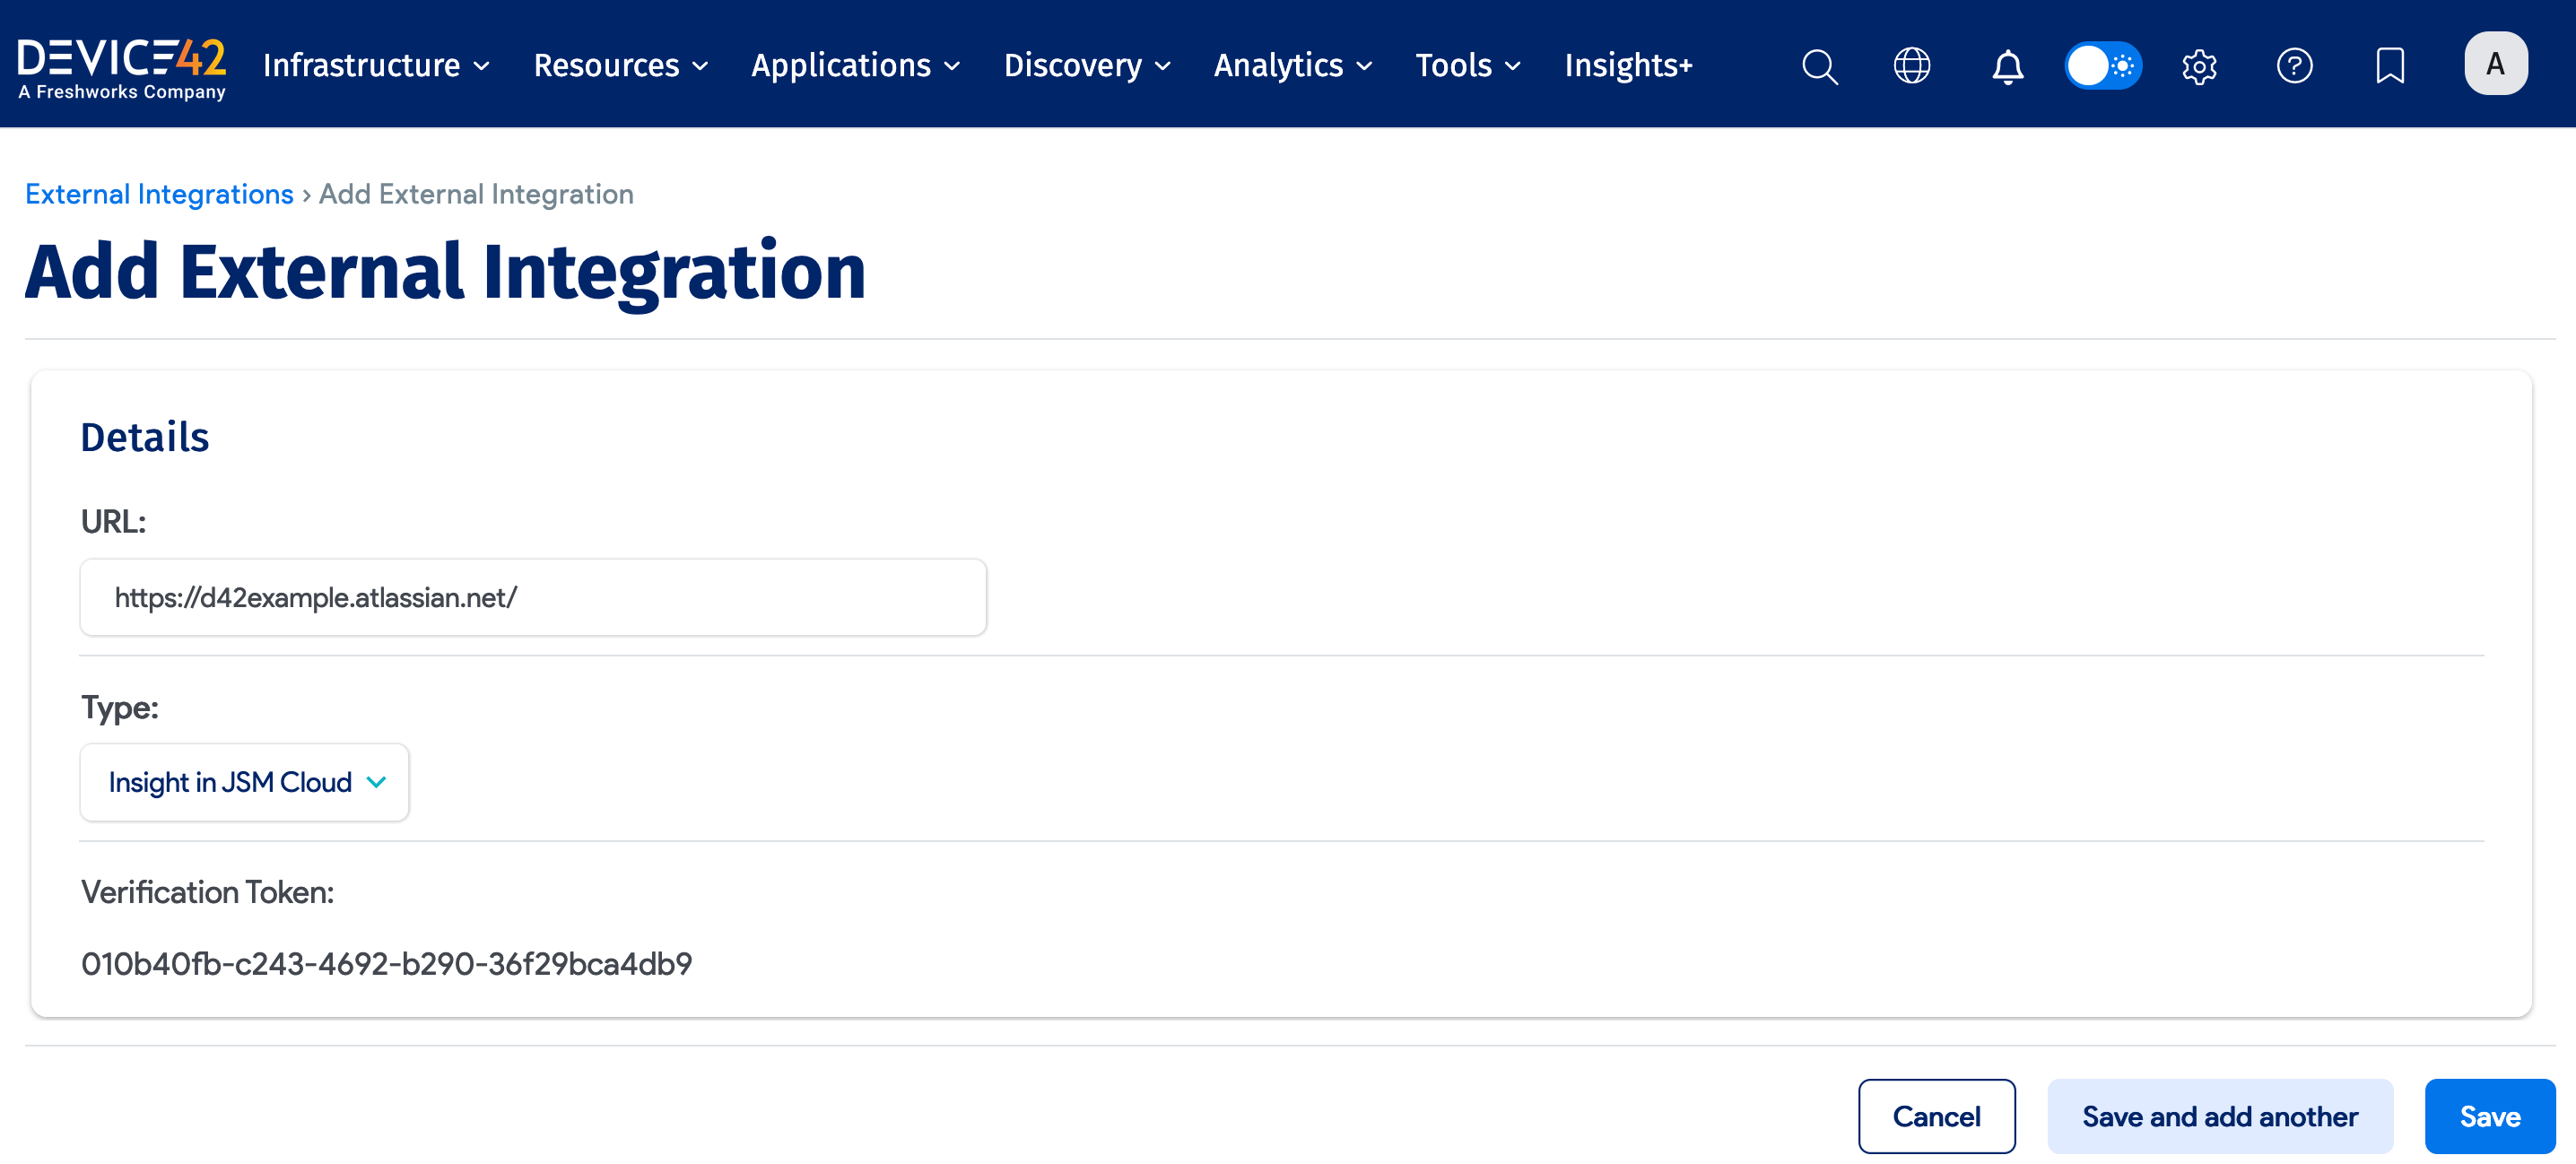 DEVICE42
A Freshworks Company
Infrastructure Resources Applications Discovery Analytics Tools Insights+ A
External Integrations › Add External Integration
Add External Integration
Details
URL:
https://d42example.atlassian.net/
Type:
Insight in JSM Cloud
Verification Token:
010b40fb-c243-4692-b290-36f29bca4db9
Cancel Save and add another Save